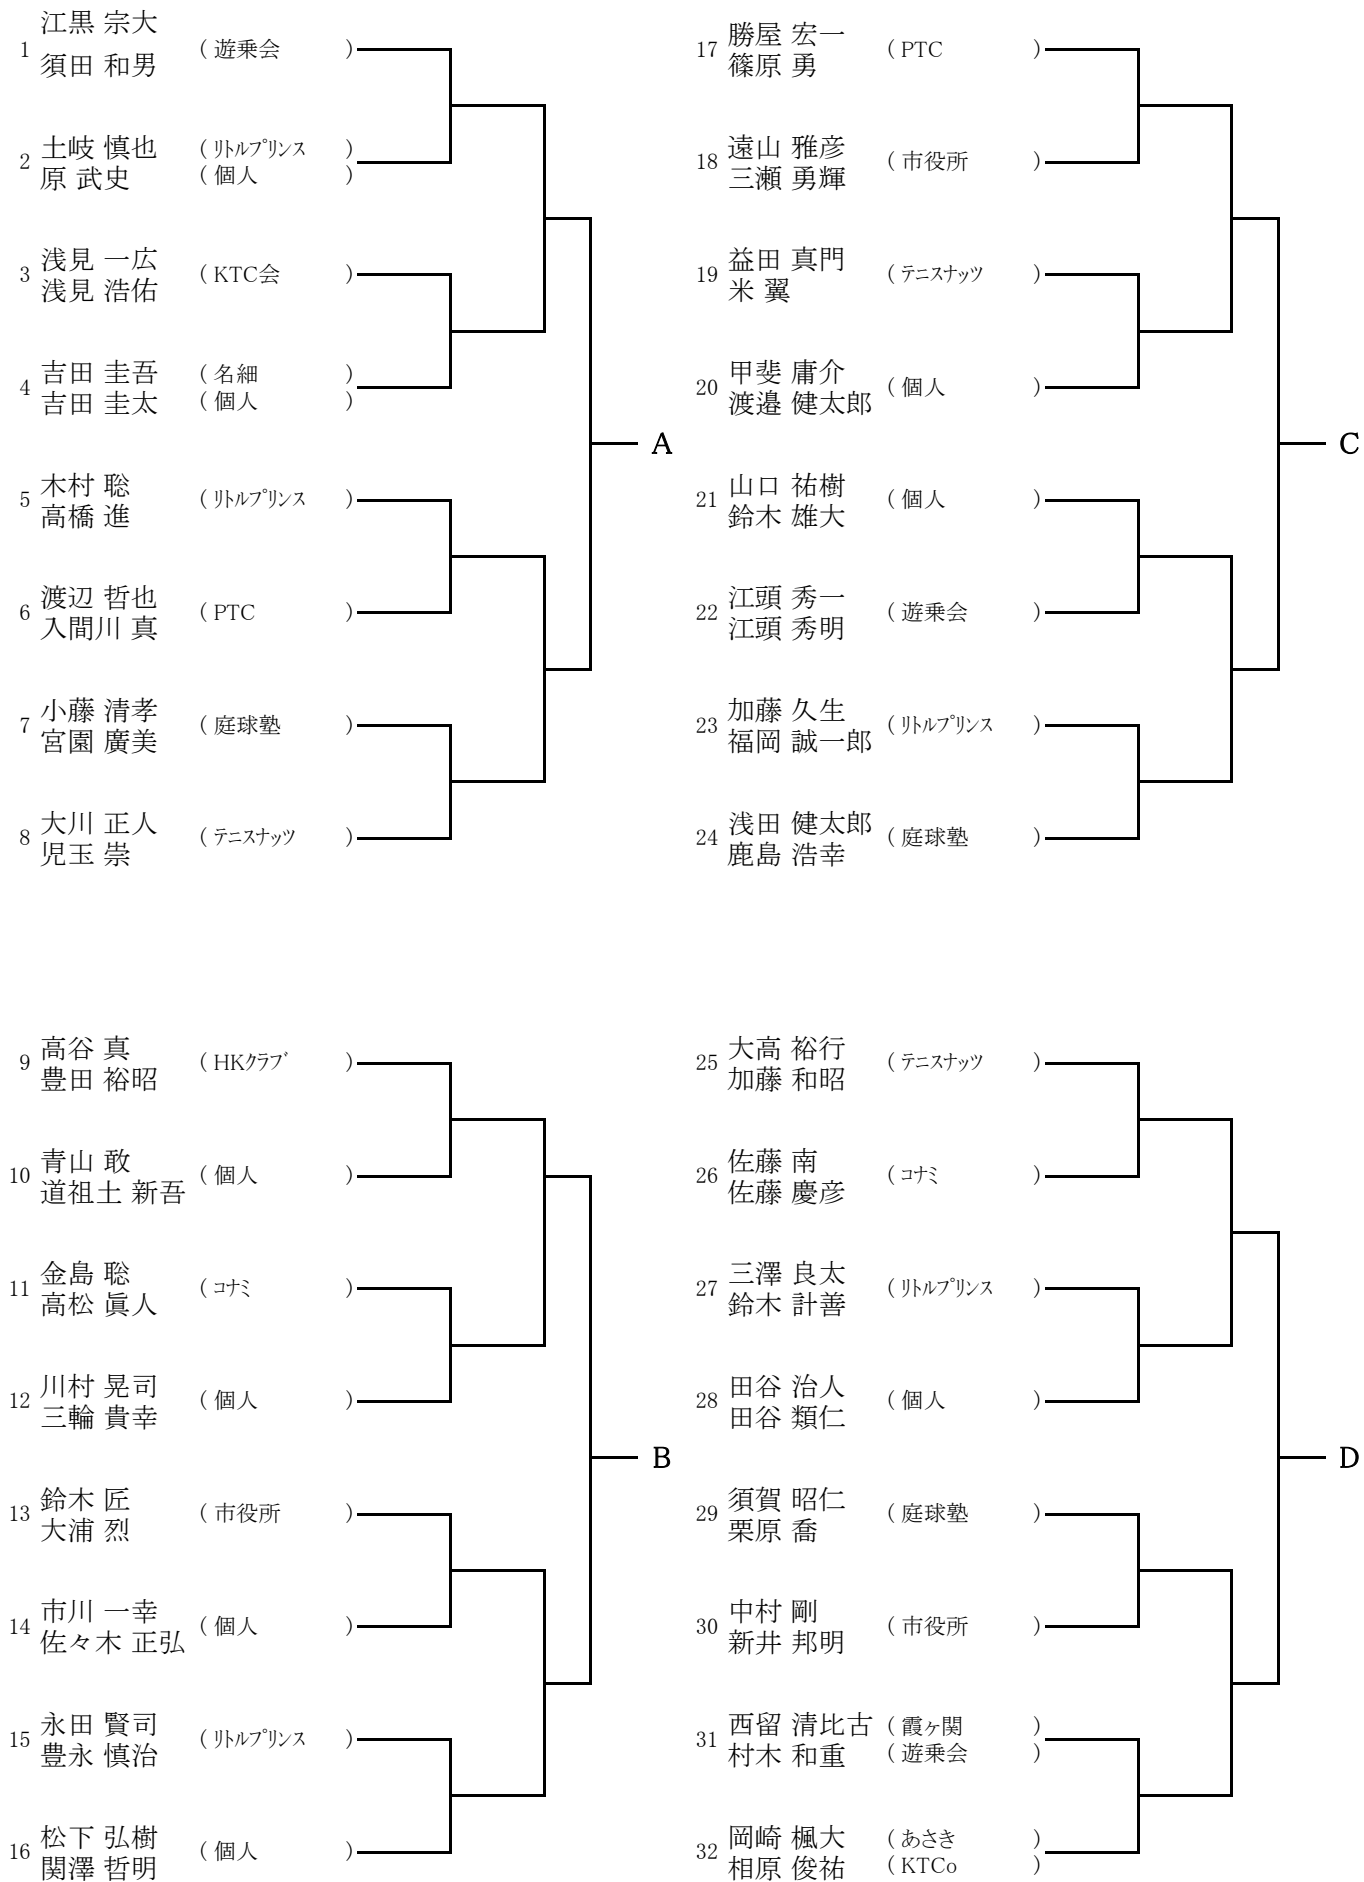 江黒 宗大
1 (遊乗会 )
須田 和男
土岐 慎也 (ﾘﾄﾙﾌﾟﾘﾝｽ )
2
原 武史 (個人 )
浅見 一広
3 (KTC会 )
浅見 浩佑
吉田 圭吾 (名細 )
4
吉田 圭太 (個人 )
A
木村 聡
5 (ﾘﾄﾙﾌﾟﾘﾝｽ )
高橋 進
渡辺 哲也
6 (PTC )
入間川 真
小藤 清孝
7 (庭球塾 )
宮園 廣美
大川 正人
8 (ﾃﾆｽﾅｯﾂ )
児玉 崇
高谷 真
9 (HKｸﾗﾌﾞ )
豊田 裕昭
青山 敢
10 (個人 )
道祖土 新吾
金島 聡
11 (ｺﾅﾐ )
高松 眞人
川村 晃司
12 (個人 )
三輪 貴幸
B
鈴木 匠
13 (市役所 )
大浦 烈
市川 一幸
14 (個人 )
佐々木 正弘
永田 賢司
15 (ﾘﾄﾙﾌﾟﾘﾝｽ )
豊永 慎治
松下 弘樹
16 (個人 )
関澤 哲明
勝屋 宏一
17 (PTC )
篠原 勇
遠山 雅彦
18 (市役所 )
三瀬 勇輝
益田 真門
19 (ﾃﾆｽﾅｯﾂ )
米 翼
甲斐 庸介
20 (個人 )
渡邉 健太郎
C
山口 祐樹
21 (個人 )
鈴木 雄大
江頭 秀一
22 (遊乗会 )
江頭 秀明
加藤 久生
23 (ﾘﾄﾙﾌﾟﾘﾝｽ )
福岡 誠一郎
浅田 健太郎
24 (庭球塾 )
鹿島 浩幸
大高 裕行
25 (ﾃﾆｽﾅｯﾂ )
加藤 和昭
佐藤 南
26 (ｺﾅﾐ )
佐藤 慶彦
三澤 良太
27 (ﾘﾄﾙﾌﾟﾘﾝｽ )
鈴木 計善
田谷 治人
28 (個人 )
田谷 類仁
D
須賀 昭仁
29 (庭球塾 )
栗原 喬
中村 剛
30 (市役所 )
新井 邦明
西留 清比古 (霞ヶ関 )
31
村木 和重 (遊乗会 )
岡崎 楓大 (あさき )
32
相原 俊祐 (KTCo )